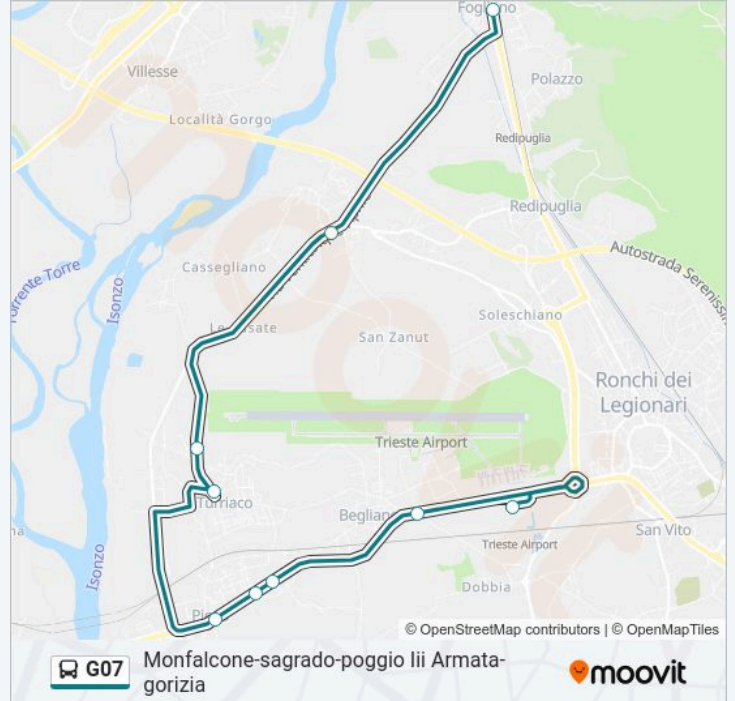 Fogliano
Villesse
Polazzo
Località Gorgo
Redipuglia
Redipuglia
Autostrada Serenissima
Cassegliano
Torrente Torre
Isonzo
Soleschiano
San Zanut
Ronchi dei
Legionari
Trieste Airport
Turriaco
Begliano
San Vito
Trieste Airport
Isonzo
Dobbia
© OpenStreetMap contributors | © OpenMapTiles
G07 Monfalcone-sagrado-poggio Iii Armata-
gorizia
moovit